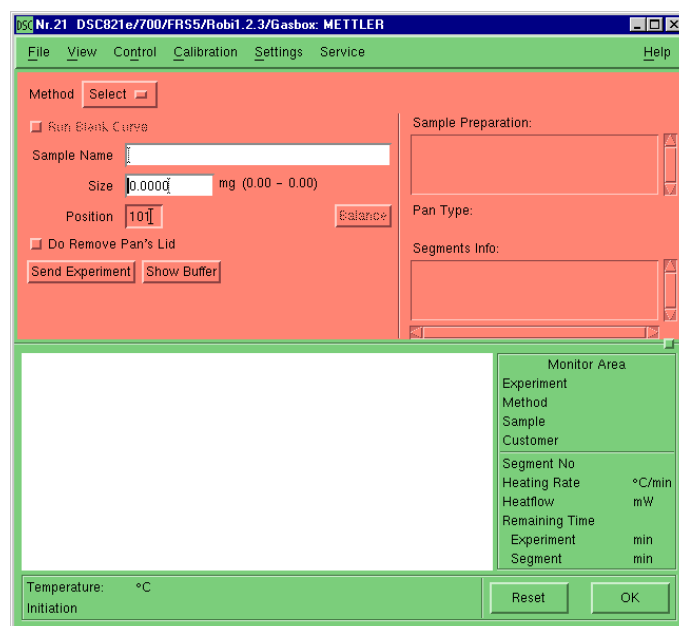 DSC Nr.21 DSC821e/700/FRS5/Robi1.2.3/Gasbox: METTLER
File View Control Calibration Settings Service Help
Method Select
Run Blank Curve
Sample Name
Size 0.0000 mg (0.00 - 0.00)
Position 101 Balance
Do Remove Pan's Lid
Send Experiment Show Buffer
Sample Preparation:
Pan Type:
Segments Info:
Monitor Area
Experiment
Method
Sample
Customer
Segment No
Heating Rate °C/min
Heatflow mW
Remaining Time
Experiment min
Segment min
Temperature: °C
Initiation
Reset OK